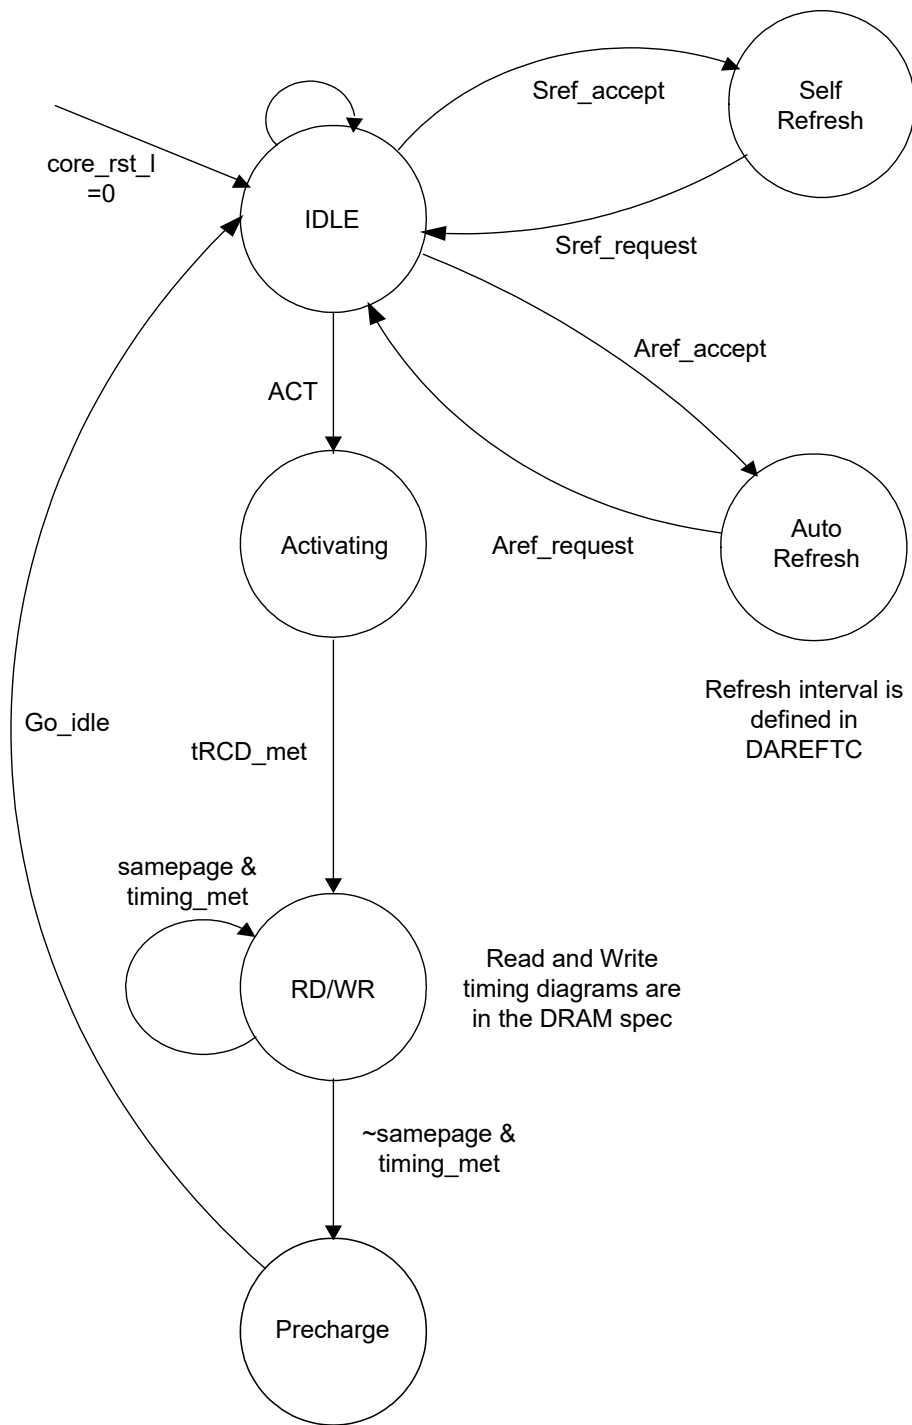 Sref_accept
Self
Refresh
core_rst_l
=0
IDLE
Sref_request
Aref_accept
ACT
Activating
Aref_request
Auto
Refresh
Refresh interval is
defined in
DAREFTC
Go_idle
tRCD_met
samepage &
timing_met
RD/WR
Read and Write
timing diagrams are
in the DRAM spec
~samepage &
timing_met
Precharge